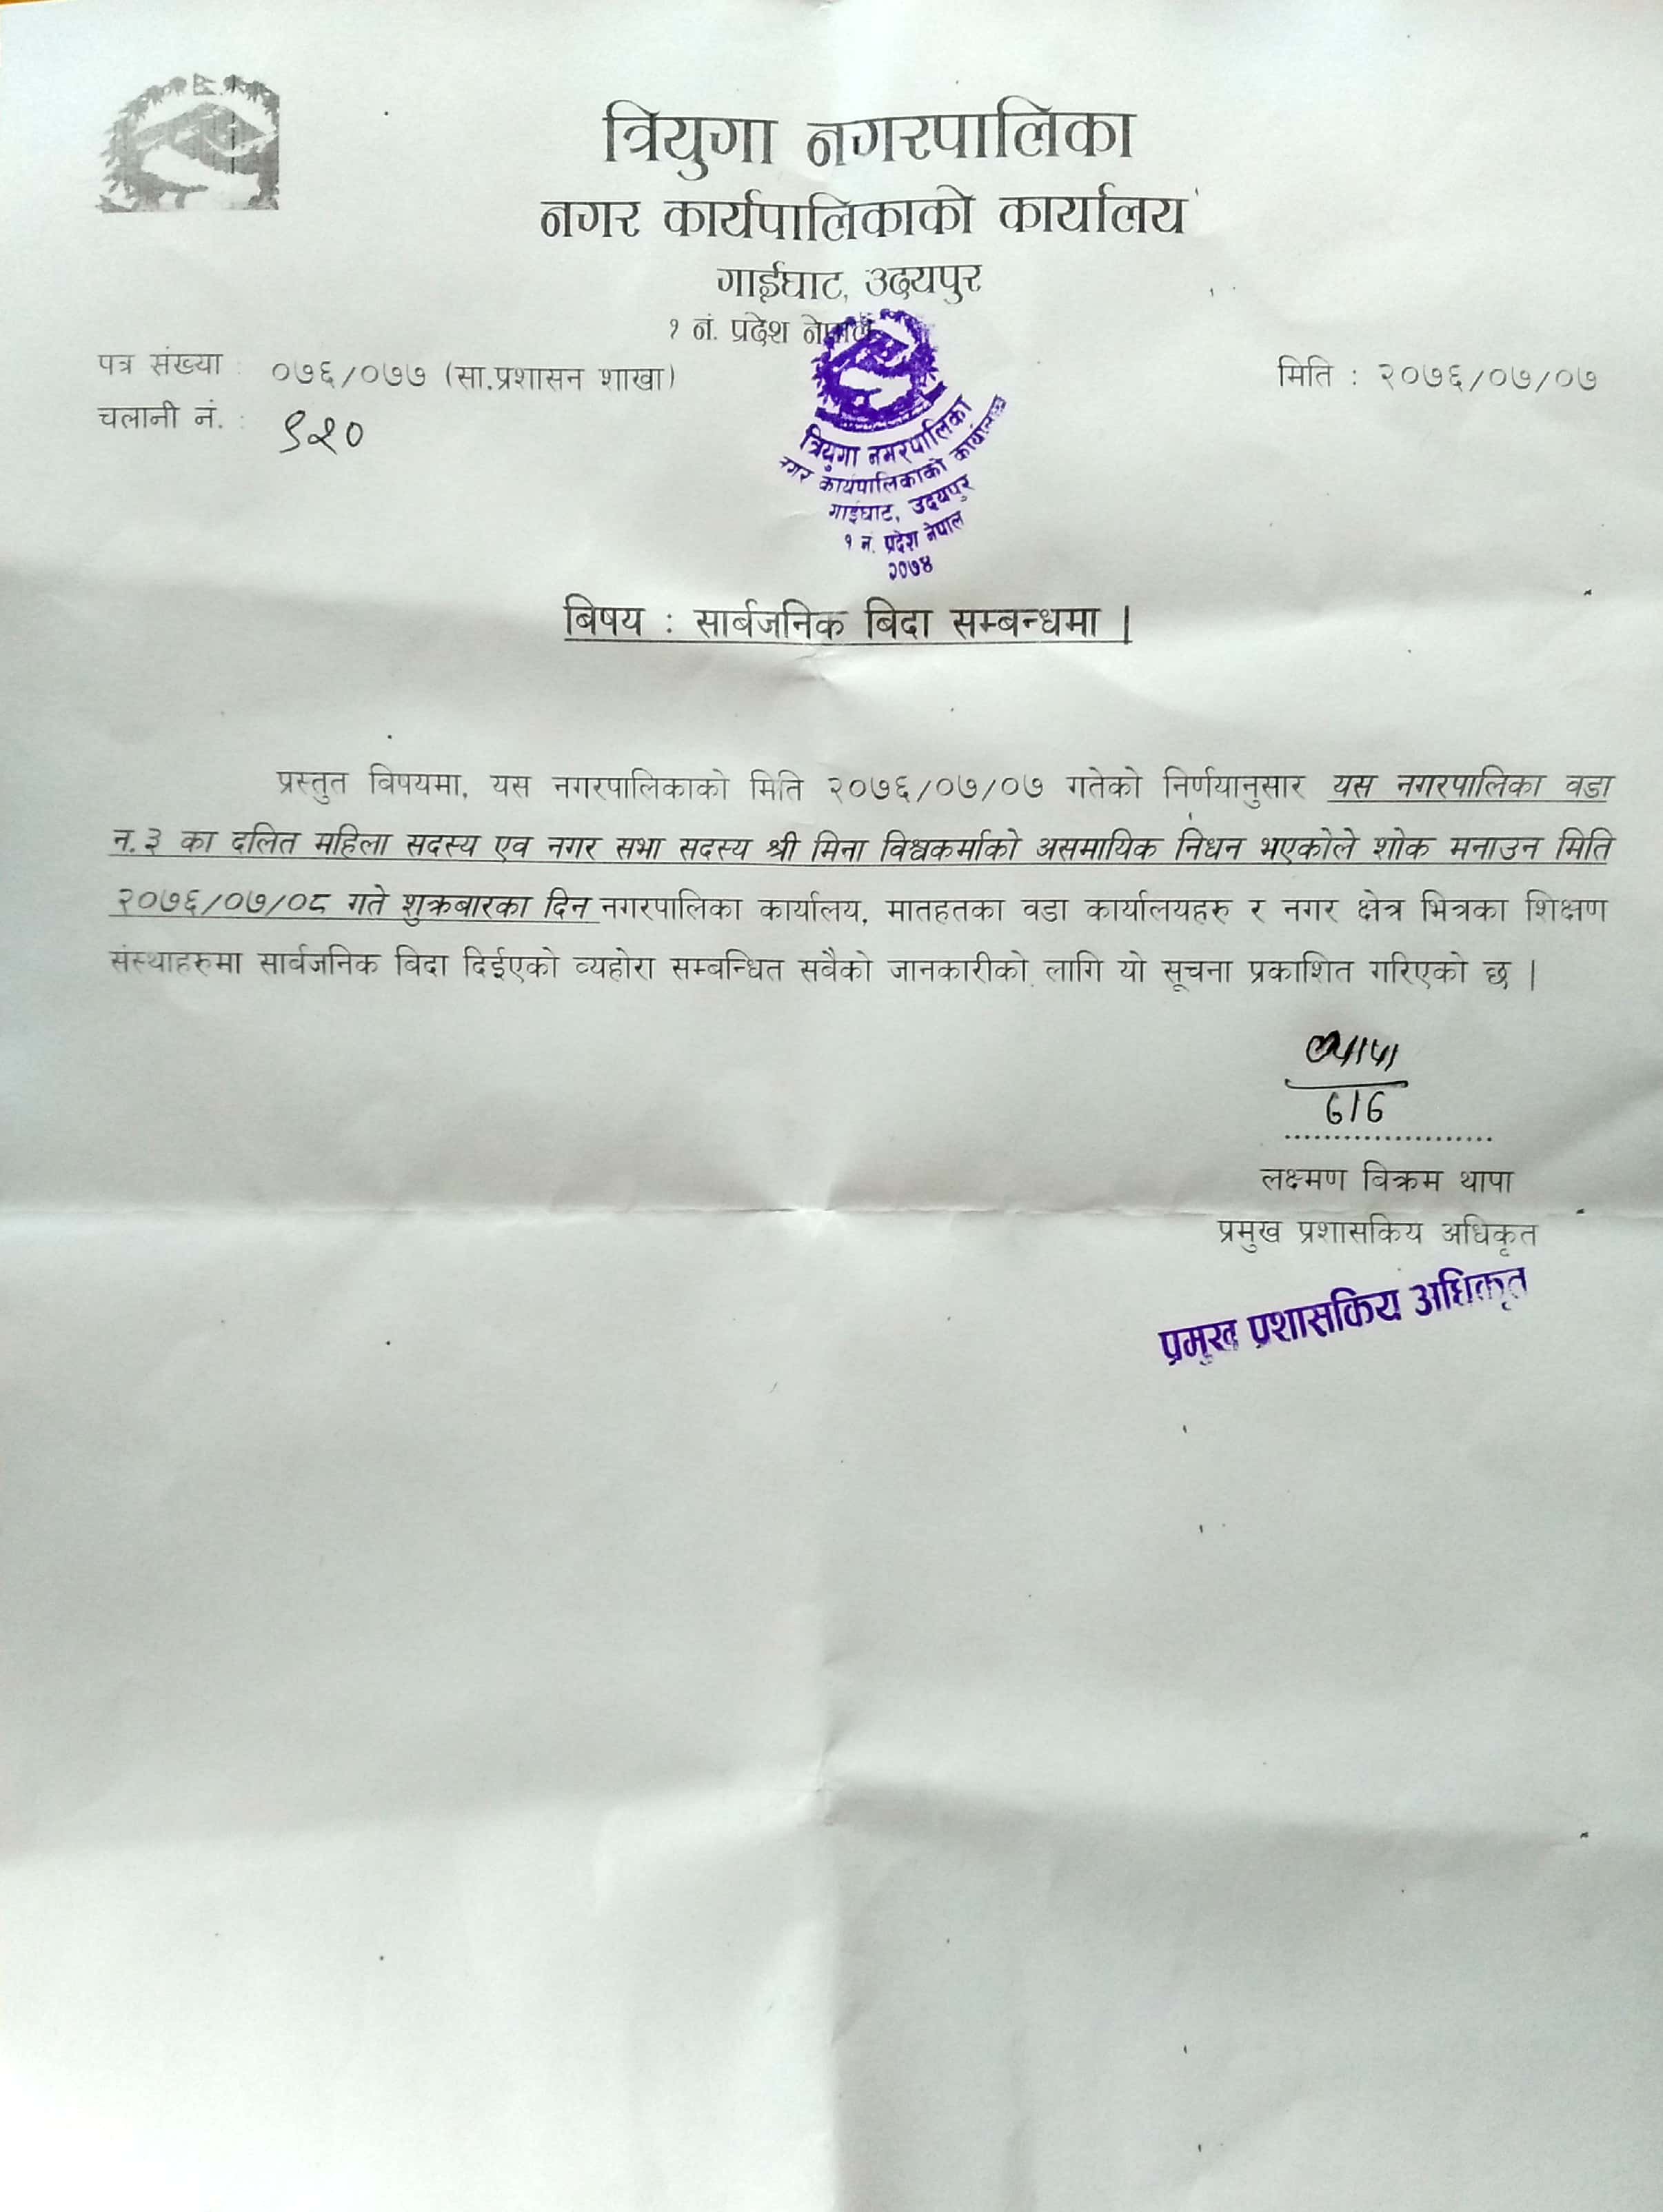 त्रियुगा नगरपालिका
नगर कार्यपालिकाको कार्यालय
गाईघाट, उदयपुर
१ नं. प्रदेश नेपाल
पत्र संख्या : ०७६/०७७ (सा.प्रशासन शाखा)
मिति : २०७६/०७/०७
चलानी नं. : ९२०
त्रियुगा नगरपालिका
नगर कार्यपालिकाको कार्यालय
गाईघाट, उदयपुर
१ नं. प्रदेश नेपाल
२०७४
बिषय : सार्बजनिक बिदा सम्बन्धमा |
प्रस्तुत बिषयमा, यस नगरपालिकाको मिति २०७६/०७/०७ गतेको निर्णयानुसार यस नगरपालिका वडा
न.३ का दलित महिला सदस्य एव नगर सभा सदस्य श्री मिना विश्वकर्माको असमायिक निधन भएकोले शोक मनाउन मिति
२०७६/०७/०८ गते शुक्रबारका दिन नगरपालिका कार्यालय, मातहतका वडा कार्यालयहरु र नगर क्षेत्र भित्रका शिक्षण
संस्थाहरुमा सार्वजनिक बिदा दिईएको व्यहोरा सम्बन्धित सवैको जानकारीको लागि यो सूचना प्रकाशित गरिएको छ |
७/७
लक्ष्मण बिक्रम थापा
प्रमुख प्रशासकिय अधिकृत
प्रमुख प्रशासकिय अधिकृत